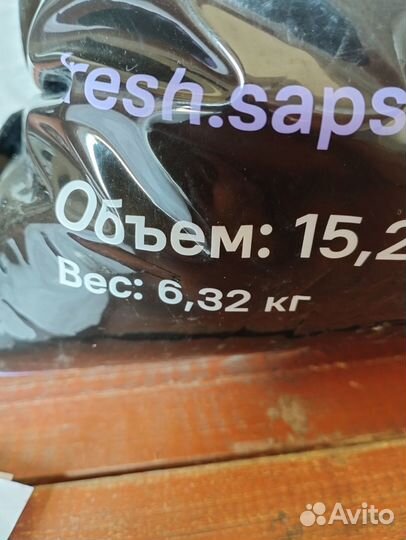 resh.saps
Объем: 15,2
Вес: 6,32 кг
Avito